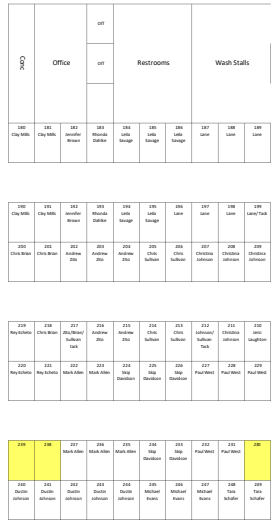 Conc
Office
Off
Off
Restrooms
Wash Stalls
180 181 182 183 184 185 186 187 188 189
Clay Mills Clay Mills Jennifer Brown Rhonda Dahlke Leila Savage Leila Savage Leila Savage Lane Lane Lane
190 191 192 193 194 195 196 197 198 199
Clay Mills Clay Mills Jennifer Brown Rhonda Dahlke Leila Savage Leila Savage Lane Lane Lane Lane/Tack
200 201 202 203 204 205 206 207 208 209
Chris Brian Chris Brian Andrew Zito Andrew Zito Andrew Zito Chris Sullivan Chris Sullivan Christina Johnson Christina Johnson Christina Johnson
219 218 217 216 215 214 213 212 211 210
Rey Echeto Chris Brian Zito/Brian/ Sullivan tack Andrew Zito Andrew Zito Chris Sullivan Chris Sullivan Johnson/ Sullivan Tack Christina Johnson Jenn Laughton
220 221 222 223 224 225 226 227 228 229
Rey Echeto Rey Echeto Mark Allen Mark Allen Skip Davidson Skip Davidson Skip Davidson Paul West Paul West Paul West
239 238 237 236 235 234 233 232 231 230
Mark Allen Mark Allen Mark Allen Skip Davidson Skip Davidson Paul West Paul West
240 241 242 243 244 245 246 247 248 249
Dustin Johnson Dustin Johnson Dustin Johnson Dustin Johnson Dustin Johnson Michael Evans Michael Evans Michael Evans Tara Schafer Tara Schafer